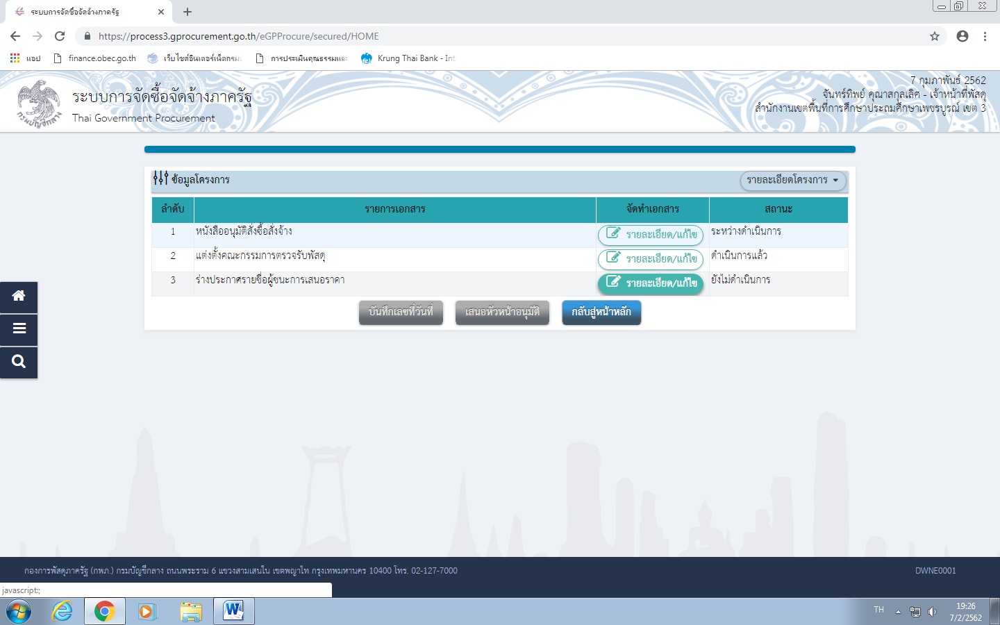 ระบบการจัดซื้อจัดจ้างภาครัฐ
https://process3.gprocurement.go.th/eGPProcure/secured/HOME
แอป finance.obec.go.th เว็บไซต์อินเตอร์เน็ตกรมบ การประเมินคุณธรรมและ Krung Thai Bank - Int
ระบบการจัดซื้อจัดจ้างภาครัฐ
Thai Government Procurement
กรมบัญชีกลาง
7 กุมภาพันธ์ 2562
จันทร์ทิพย์ คุณาสกุลเลิศ - เจ้าหน้าที่พัสดุ
สำนักงานเขตพื้นที่การศึกษาประถมศึกษาเพชรบูรณ์ เขต 3
ข้อมูลโครงการ รายละเอียดโครงการ
ลำดับ รายการเอกสาร จัดทำเอกสาร สถานะ
1 หนังสืออนุมัติสั่งซื้อสั่งจ้าง รายละเอียด/แก้ไข ระหว่างดำเนินการ
2 แต่งตั้งคณะกรรมการตรวจรับพัสดุ รายละเอียด/แก้ไข ดำเนินการแล้ว
3 ร่างประกาศรายชื่อผู้ชนะการเสนอราคา รายละเอียด/แก้ไข ยังไม่ดำเนินการ
บันทึกเลขที่วันที่ เสนอหัวหน้าอนุมัติ กลับสู่หน้าหลัก
กองการพัสดุภาครัฐ (กพภ.) กรมบัญชีกลาง ถนนพระราม 6 แขวงสามเสนใน เขตพญาไท กรุงเทพมหานคร 10400 โทร. 02-127-7000 DWNE0001
javascript:;
TH 19:26
7/2/2562